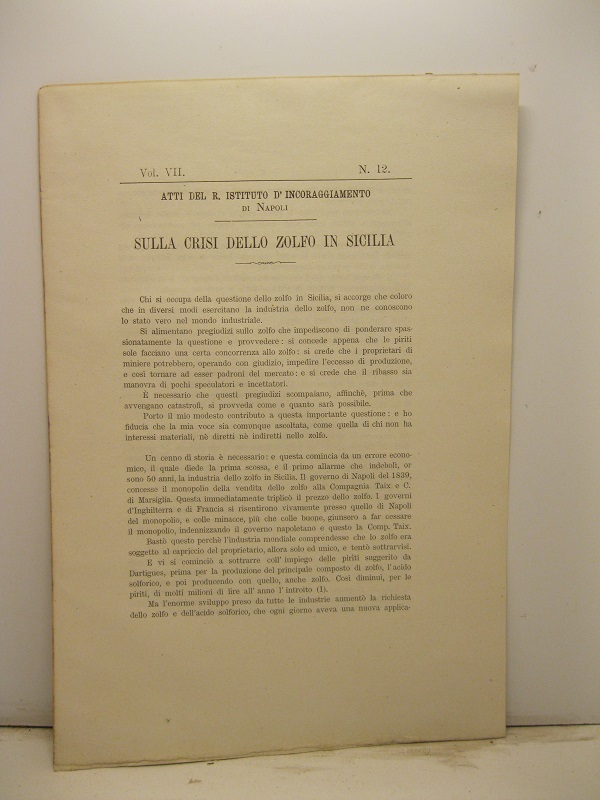 Vol. VII. N. 12.
ATTI DEL R. ISTITUTO D'INCORAGGIAMENTO
DI NAPOLI
SULLA CRISI DELLO ZOLFO IN SICILIA
Chi si occupa della questione dello zolfo in Sicilia, si accorge che coloro
che in diversi modi esercitano la industria dello zolfo, non ne conoscono
lo stato vero nel mondo industriale.
Si alimentano pregiudizi sullo zolfo che impediscono di ponderare spas-
sionatamente la questione e provvedere: si concede appena che le piriti
sole facciano una certa concorrenza allo zolfo: si crede che i proprietari di
miniere potrebbero, operando con giudizio, impedire l'eccesso di produzione,
e così tornare ad esser padroni del mercato: e si crede che il ribasso sia
manovra di pochi speculatori e incettatori.
È necessario che questi pregiudizi scompaiano, affinchè, prima che
avvengano catastrofi, si provveda come e quanto sarà possibile.
Porto il mio modesto contributo a questa importante questione: e ho
fiducia che la mia voce sia comunque ascoltata, come quella di chi non ha
interessi materiali, nè diretti nè indiretti nello zolfo.
Un cenno di storia è necessario: e questa comincia da un errore econo-
mico, il quale diede la prima scossa, e il primo allarme che indebolì, or
sono 50 anni, la industria dello zolfo in Sicilia. Il governo di Napoli del 1839,
concesse il monopolio della vendita dello zolfo alla Compagnia Taix e C.
di Marsiglia. Questa immediatamente triplicò il prezzo dello zolfo. I governi
d'Inghilterra e di Francia si risentirono vivamente presso quello di Napoli
del monopolio, e colle minacce, più che colle buone, giunsero a far cessare
il monopolio, indennizzando il governo napoletano e questo la Comp. Taix.
Bastò questo perchè l'industria mondiale comprendesse che lo zolfo era
soggetto al capriccio del proprietario, allora solo ed unico, e tentò sottrarvisi.
E vi si cominciò a sottrarre coll'impiego delle piriti suggerito da
Dartigues, prima per la produzione del principale composto di zolfo, l'acido
solforico, e poi producendo con quello, anche zolfo. Così diminuì, per le
piriti, di molti milioni di lire all'anno l'introito (1).
Ma l'enorme sviluppo preso da tutte le industrie aumentò la richiesta
dello zolfo e dell'acido solforico, che ogni giorno aveva una nuova applica-